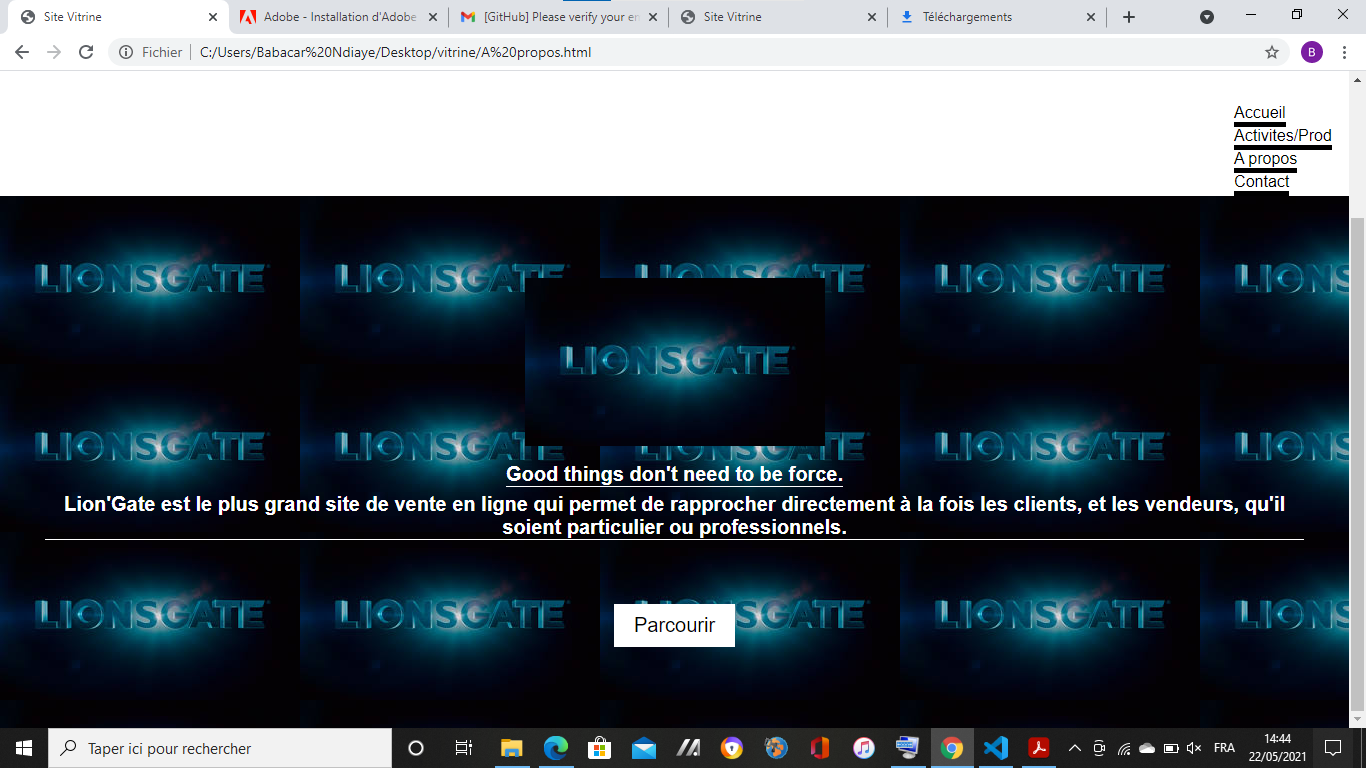 Site Vitrine
Adobe - Installation d'Adobe
[GitHub] Please verify your em
Site Vitrine
Téléchargements
Fichier
C:/Users/Babacar%20Ndiaye/Desktop/vitrine/A%20propos.html
B
Accueil
Activites/Prod
A propos
Contact
LIONSGATE LIONSGATE LIONSGATE LIONSGATE LIONS
LIONSGATE
LIONSGATE LIONSGATE LIONSGATE LIONSGATE LIONS
Good things don't need to be force.
Lion'Gate est le plus grand site de vente en ligne qui permet de rapprocher directement à la fois les clients, et les vendeurs, qu'il
soient particulier ou professionnels.
LIONSGATE LIONSGATE LIONSGATE LIONSGATE LIONS
Parcourir
Taper ici pour rechercher
FRA
14:44
22/05/2021